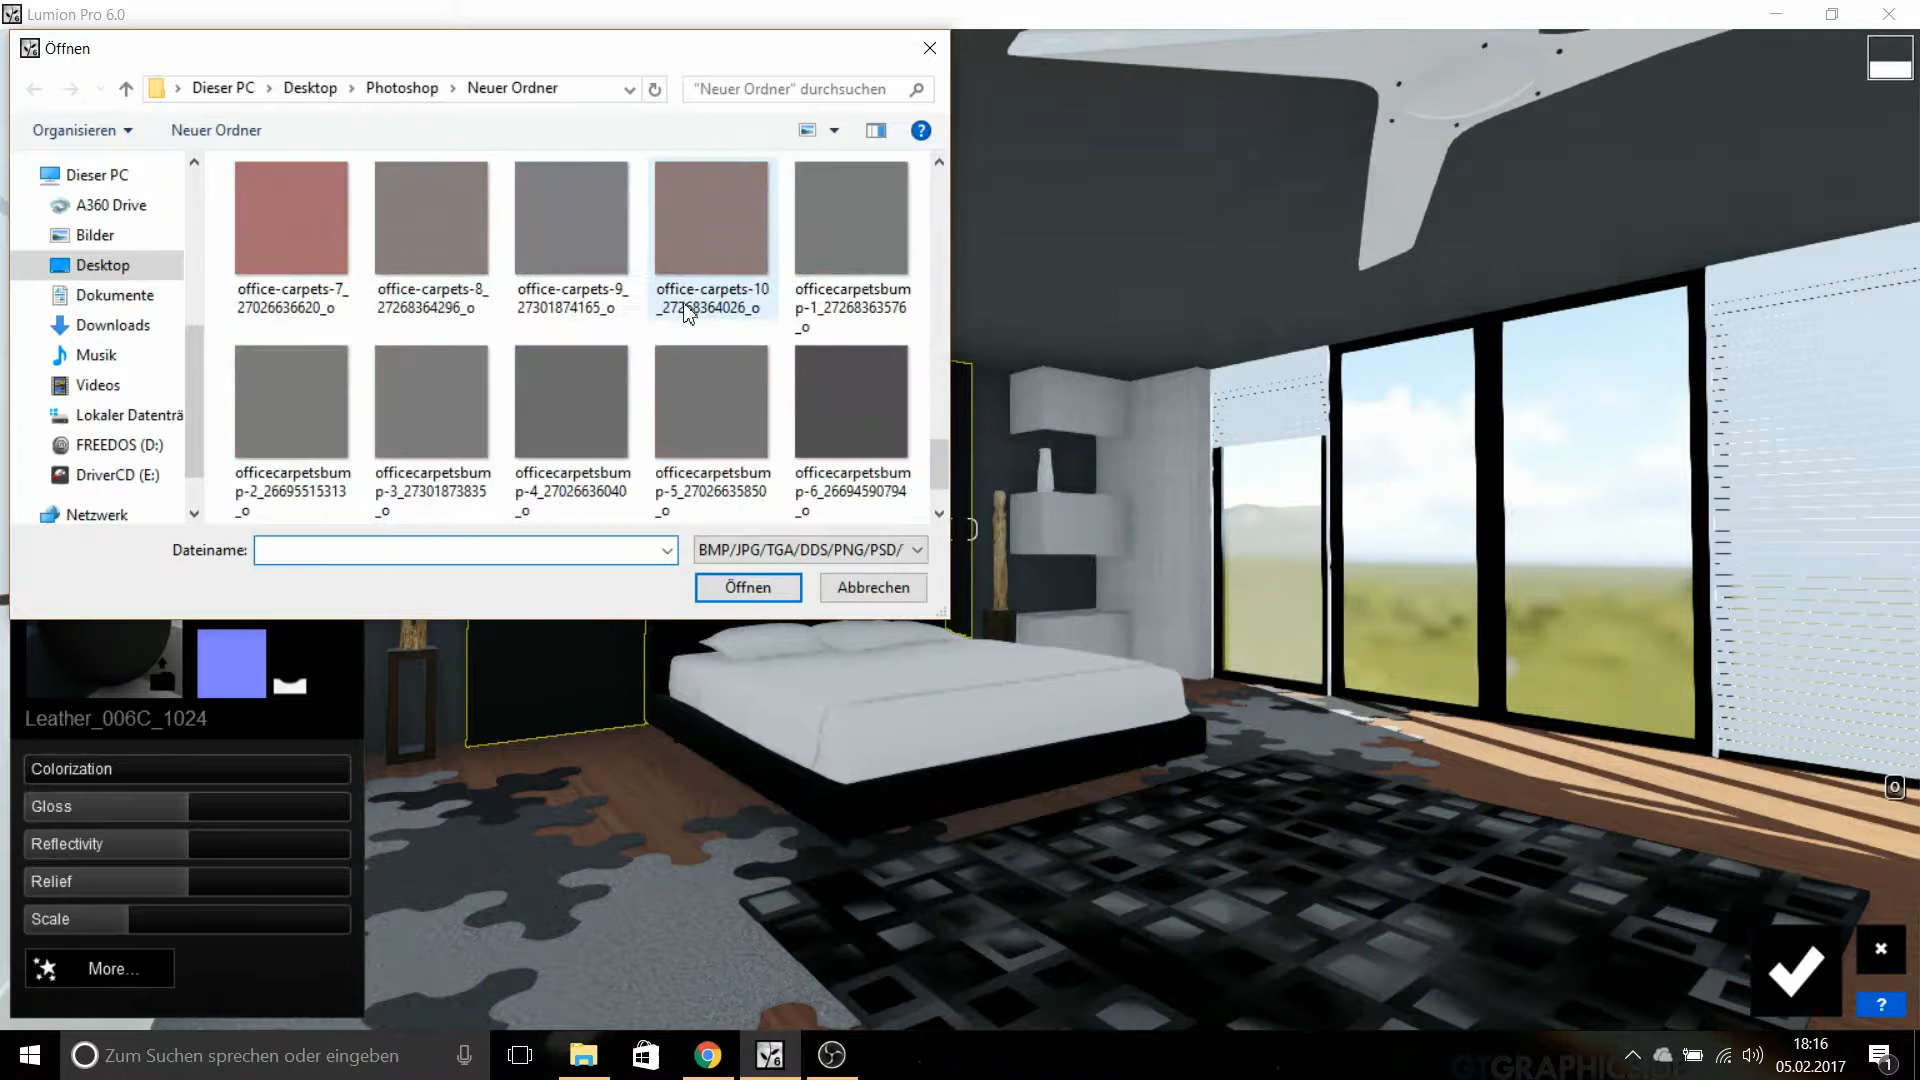 Lumion Pro 6.0
Öffnen
Dieser PC
Desktop
Photoshop
Neuer Ordner
"Neuer Ordner" durchsuchen
Organisieren
Neuer Ordner
?
Dieser PC
A360 Drive
Bilder
Desktop
Dokumente
Downloads
Musik
Videos
Lokaler Datenträ
FREEDOS (D:)
DriverCD (E:)
Netzwerk
office-carpets-7_
27026636620_o
office-carpets-8_
27268364296_o
office-carpets-9_
27301874165_o
office-carpets-10
_27268364026_o
officecarpetsbum
p-1_27268363576
_o
officecarpetsbum
p-2_26695515313
_o
officecarpetsbum
p-3_27301873835
_o
officecarpetsbum
p-4_27026636040
_o
officecarpetsbum
p-5_27026635850
_o
officecarpetsbum
p-6_26694590794
_o
Dateiname:
BMP/JPG/TGA/DDS/PNG/PSD/
Öffnen
Abbrechen
Leather_006C_1024
Colorization
Gloss
Reflectivity
Relief
Scale
More...
O
?
Zum Suchen sprechen oder eingeben
6
GTGRAPHICS.DE
18:16
05.02.2017
1